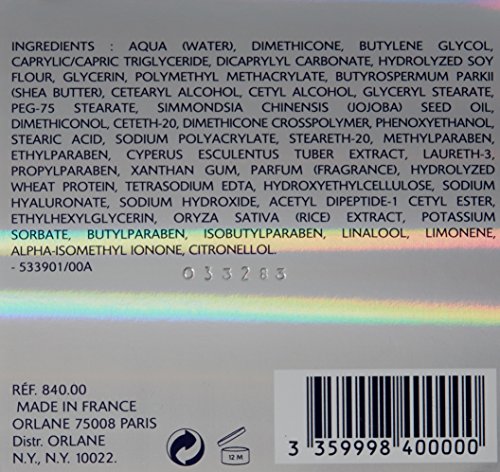 INGREDIENTS : AQUA (WATER), DIMETHICONE, BUTYLENE GLYCOL,
CAPRYLIC/CAPRIC TRIGLYCERIDE, DICAPRYLYL CARBONATE, HYDROLYZED SOY
FLOUR, GLYCERIN, POLYMETHYL METHACRYLATE, BUTYROSPERMUM PARKII
(SHEA BUTTER), CETEARYL ALCOHOL, CETYL ALCOHOL, GLYCERYL STEARATE,
PEG-75 STEARATE, SIMMONDSIA CHINENSIS (JOJOBA) SEED OIL,
DIMETHICONOL, CETETH-20, DIMETHICONE CROSSPOLYMER, PHENOXYETHANOL,
STEARIC ACID, SODIUM POLYACRYLATE, STEARETH-20, METHYLPARABEN,
ETHYLPARABEN, CYPERUS ESCULENTUS TUBER EXTRACT, LAURETH-3,
PROPYLPARABEN, XANTHAN GUM, PARFUM (FRAGRANCE), HYDROLYZED
WHEAT PROTEIN, TETRASODIUM EDTA, HYDROXYETHYLCELLULOSE, SODIUM
HYALURONATE, SODIUM HYDROXIDE, ACETYL DIPEPTIDE-1 CETYL ESTER,
ETHYLHEXYLGLYCERIN, ORYZA SATIVA (RICE) EXTRACT, POTASSIUM
SORBATE, BUTYLPARABEN, ISOBUTYLPARABEN, LINALOOL, LIMONENE,
ALPHA-ISOMETHYL IONONE, CITRONELLOL.
- 533901/00A
033283
RÉF. 840.00
MADE IN FRANCE
ORLANE 75008 PARIS
Distr. ORLANE
N.Y., N.Y. 10022.
12 M
3 359998 400000